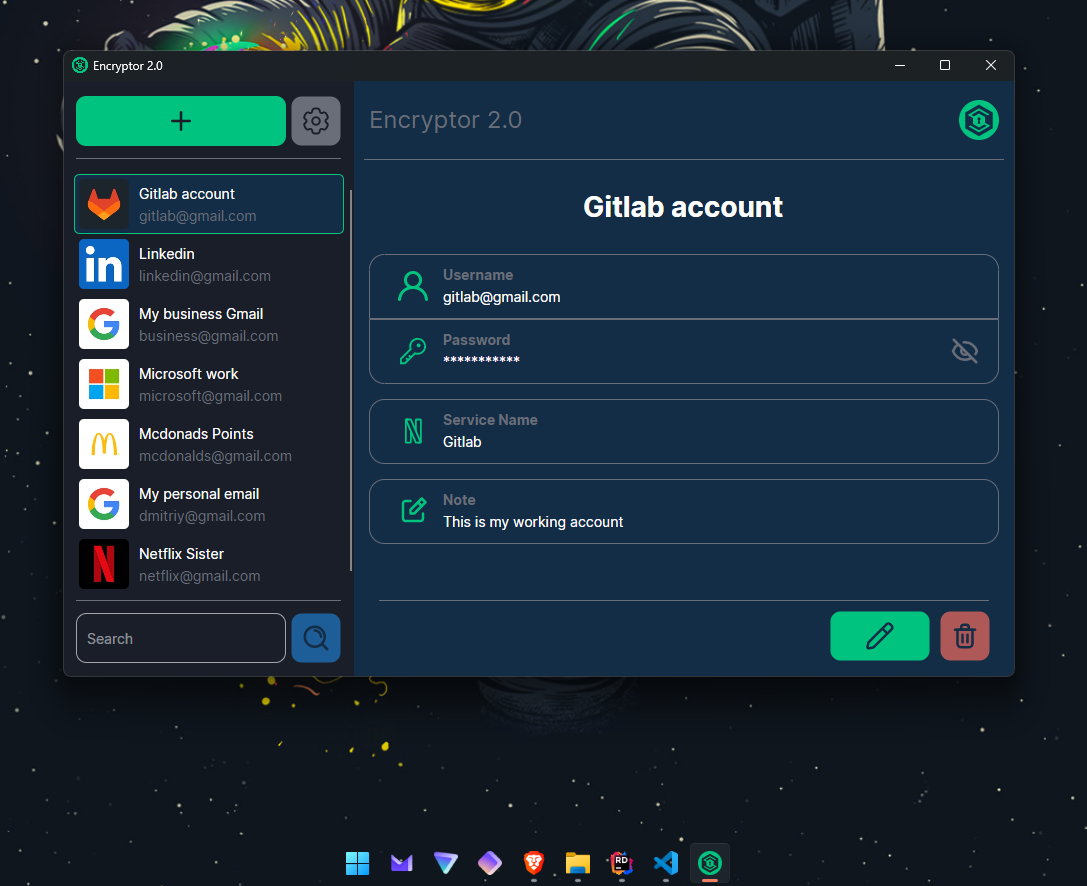 Encryptor 2.0
Encryptor 2.0
Gitlab account
gitlab@gmail.com
Linkedin
linkedin@gmail.com
My business Gmail
business@gmail.com
Microsoft work
microsoft@gmail.com
Mcdonads Points
mcdonalds@gmail.com
My personal email
dmitriy@gmail.com
Netflix Sister
netflix@gmail.com
Search
Gitlab account
Username
gitlab@gmail.com
Password
***********
Service Name
Gitlab
Note
This is my working account
in
RD